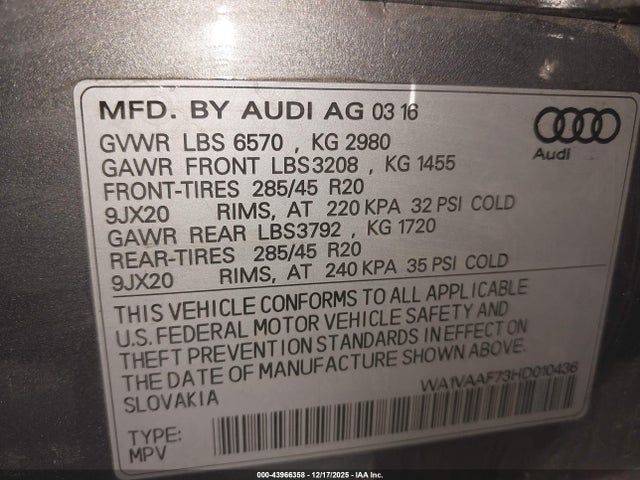 MFD. BY AUDI AG 03 16
GVWR LBS 6570 , KG 2980
GAWR FRONT LBS3208 , KG 1455
FRONT-TIRES 285/45 R20
9JX20 RIMS, AT 220 KPA 32 PSI COLD
GAWR REAR LBS3792 , KG 1720
REAR-TIRES 285/45 R20
9JX20 RIMS, AT 240 KPA 35 PSI COLD
Audi
THIS VEHICLE CONFORMS TO ALL APPLICABLE
U.S. FEDERAL MOTOR VEHICLE SAFETY AND
THEFT PREVENTION STANDARDS IN EFFECT ON
THE DATE OF MANUFACTURE SHOWN ABOVE.
SLOVAKIA
WA1VAAF73HD010436
TYPE:
MPV
000-43966358 - 12/17/2025 - IAA Inc.